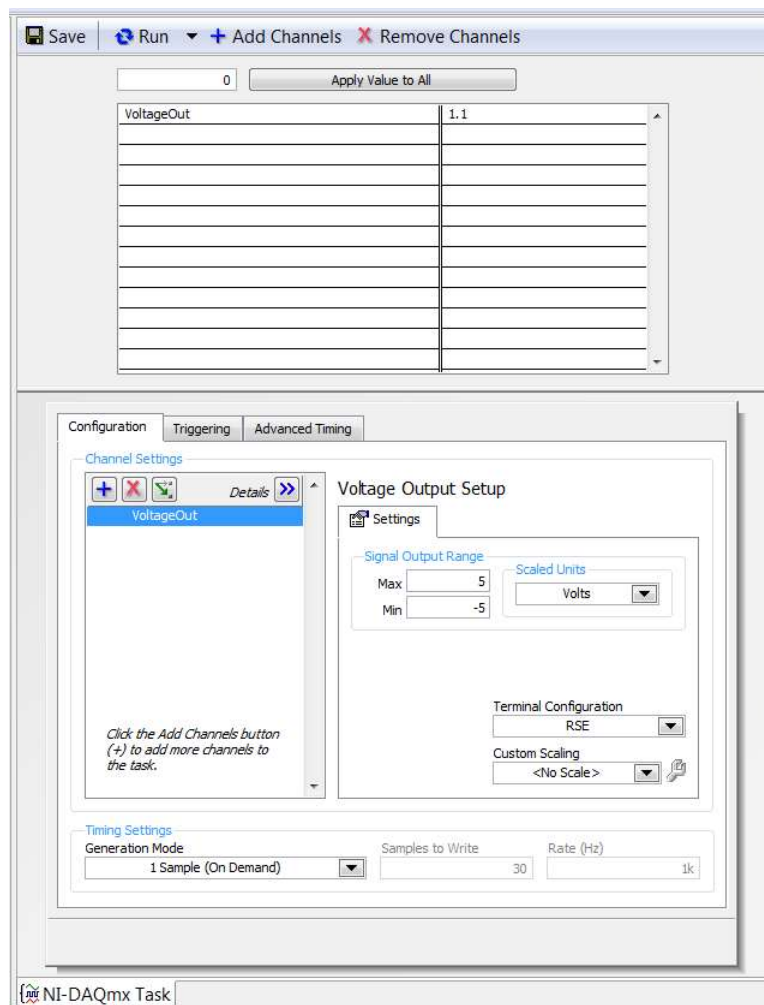 Save Run Add Channels Remove Channels
0 Apply Value to All
VoltageOut 1.1
Configuration Triggering Advanced Timing
Channel Settings
Details
VoltageOut
Click the Add Channels button
(+) to add more channels to
the task.
Voltage Output Setup
Settings
Signal Output Range
Max 5
Min -5
Scaled Units
Volts
Terminal Configuration
RSE
Custom Scaling
<No Scale>
Timing Settings
Generation Mode
1 Sample (On Demand)
Samples to Write
30
Rate (Hz)
1k
NI-DAQmx Task